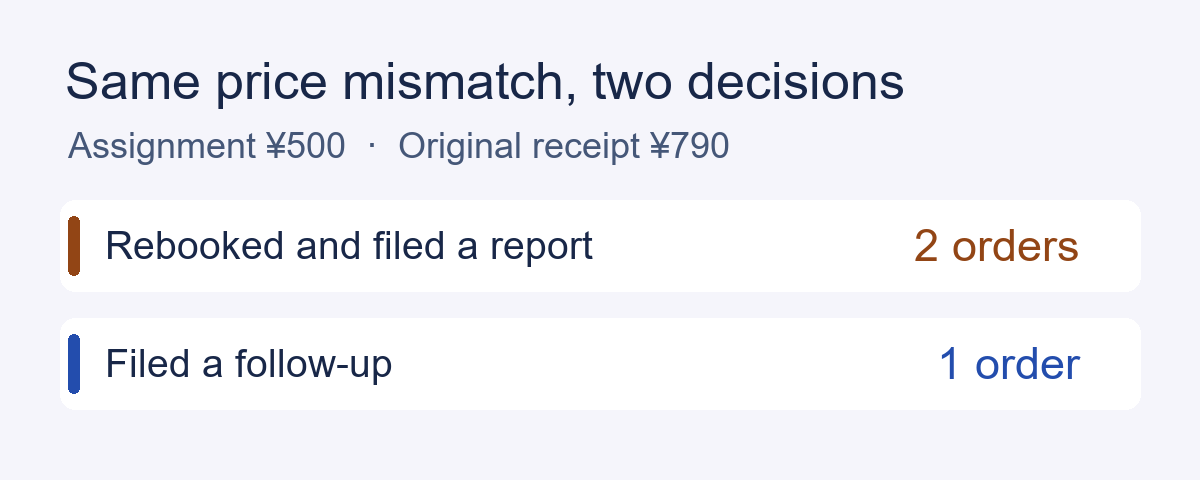 Same price mismatch, two decisions
Assignment ¥500 · Original receipt ¥790
Rebooked and filed a report 2 orders
Filed a follow-up 1 order